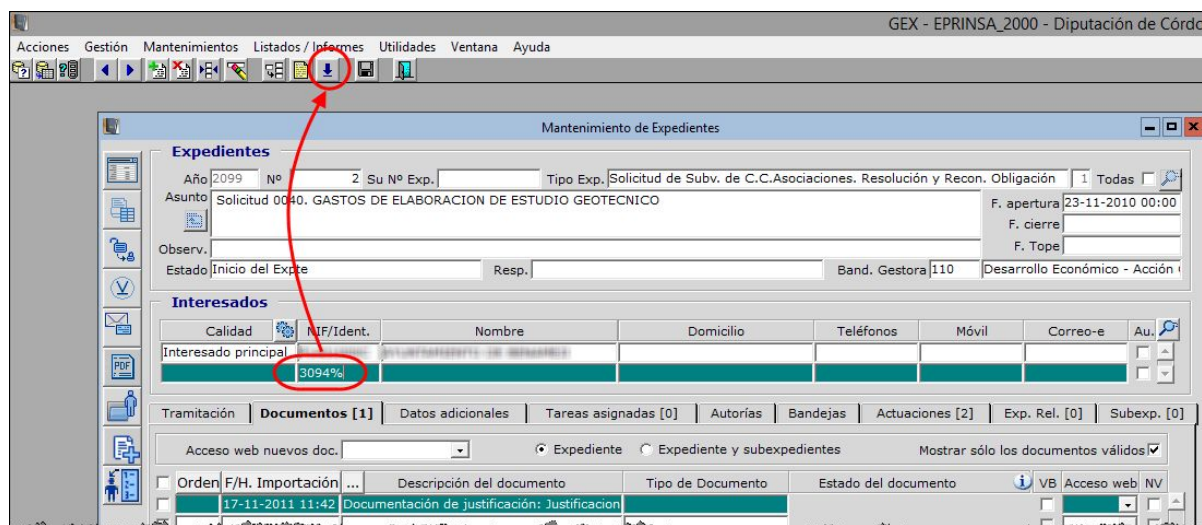 GEX - EPRINSA_2000 - Diputación de Córdo
Acciones Gestión Mantenimientos Listados / Informes Utilidades Ventana Ayuda
Mantenimiento de Expedientes
Expedientes
Año 2099 Nº 2 Su Nº Exp. Tipo Exp. Solicitud de Subv. de C.C.Asociaciones. Resolución y Recon. Obligación 1 Todas
Asunto Solicitud 0040. GASTOS DE ELABORACION DE ESTUDIO GEOTECNICO F. apertura 23-11-2010 00:00
F. cierre
Observ. F. Tope
Estado Inicio del Expte Resp. Band. Gestora 110 Desarrollo Económico - Acción
Interesados
Calidad NIF/Ident. Nombre Domicilio Teléfonos Móvil Correo-e Au.
Interesado principal
3094%
Tramitación Documentos [1] Datos adicionales Tareas asignadas [0] Autorías Bandejas Actuaciones [2] Exp. Rel. [0] Subexp. [0]
Acceso web nuevos doc. Expediente Expediente y subexpedientes Mostrar sólo los documentos válidos
Orden F/H. Importación ... Descripción del documento Tipo de Documento Estado del documento VB Acceso web NV
17-11-2011 11:42 Documentación de justificación: Justificacion